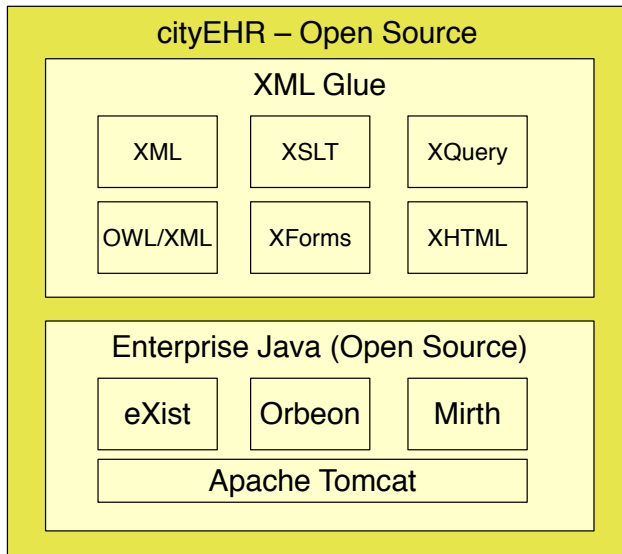 cityEHR – Open Source
XML Glue
XML XSLT XQuery
OWL/XML XForms XHTML
Enterprise Java (Open Source)
eXist Orbeon Mirth
Apache Tomcat